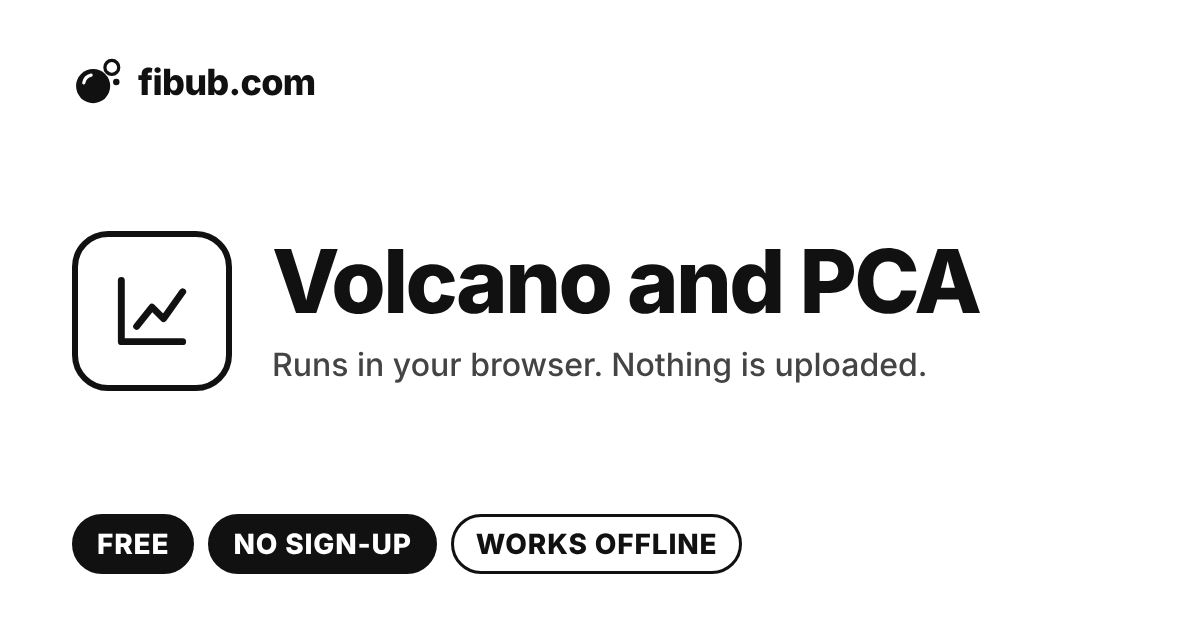 fibub.com
Volcano and PCA
Runs in your browser. Nothing is uploaded.
FREE NO SIGN-UP WORKS OFFLINE